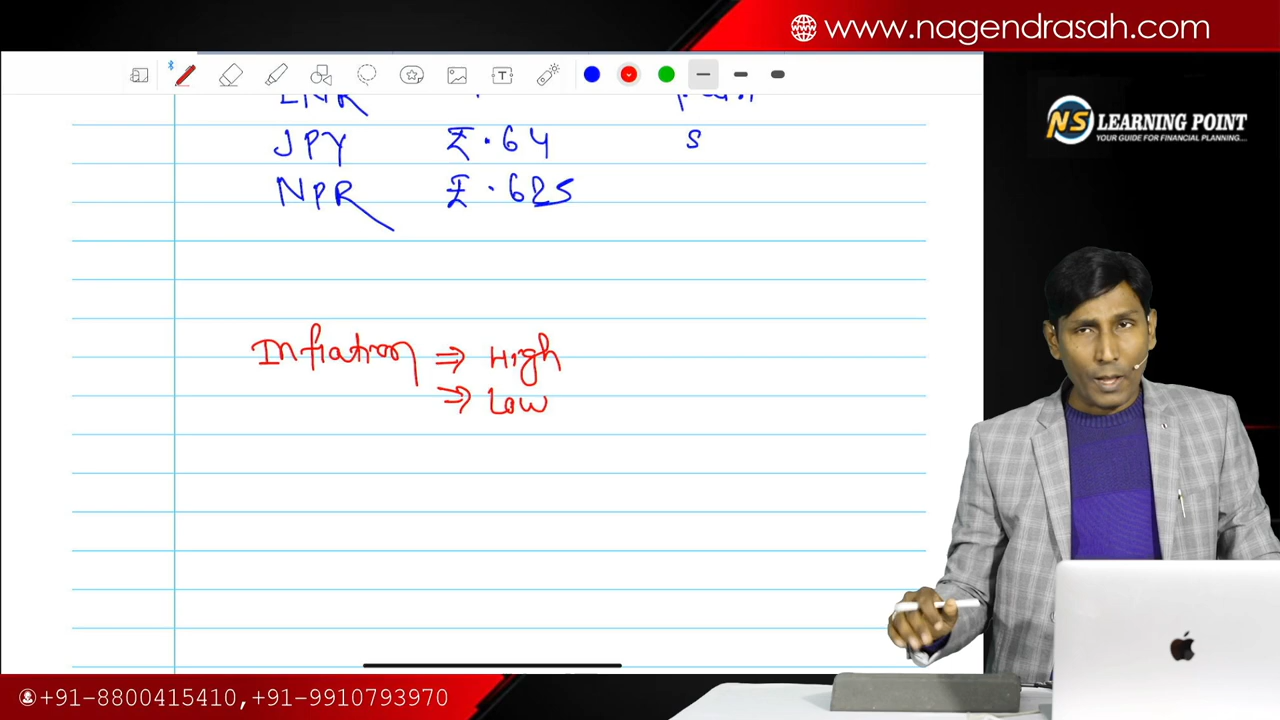 www.nagendrasah.com
T
NS LEARNING POINT
YOUR GUIDE FOR FINANCIAL PLANNING....
JPY ₹.64 S
NPR ₹.625
Inflation ⇒ High
⇒ Low
+91-8800415410,+91-9910793970